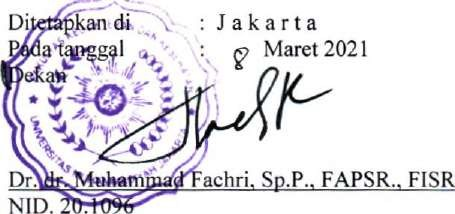 Ditetapkan di : J a k a r t a
Pada tanggal : 8 Maret 2021
Dekan
Dr. dr. Muhammad Fachri, Sp.P., FAPSR., FISR
NID. 20.1096